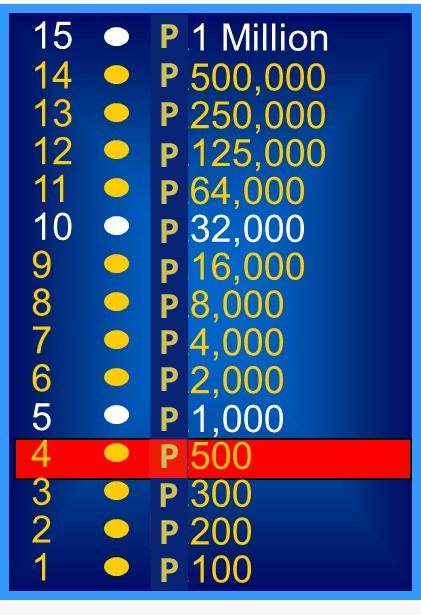 15 P 1 Million
14 P 500,000
13 P 250,000
12 P 125,000
11 P 64,000
10 P 32,000
9 P 16,000
8 P 8,000
7 P 4,000
6 P 2,000
5 P 1,000
4 P 500
3 P 300
2 P 200
1 P 100